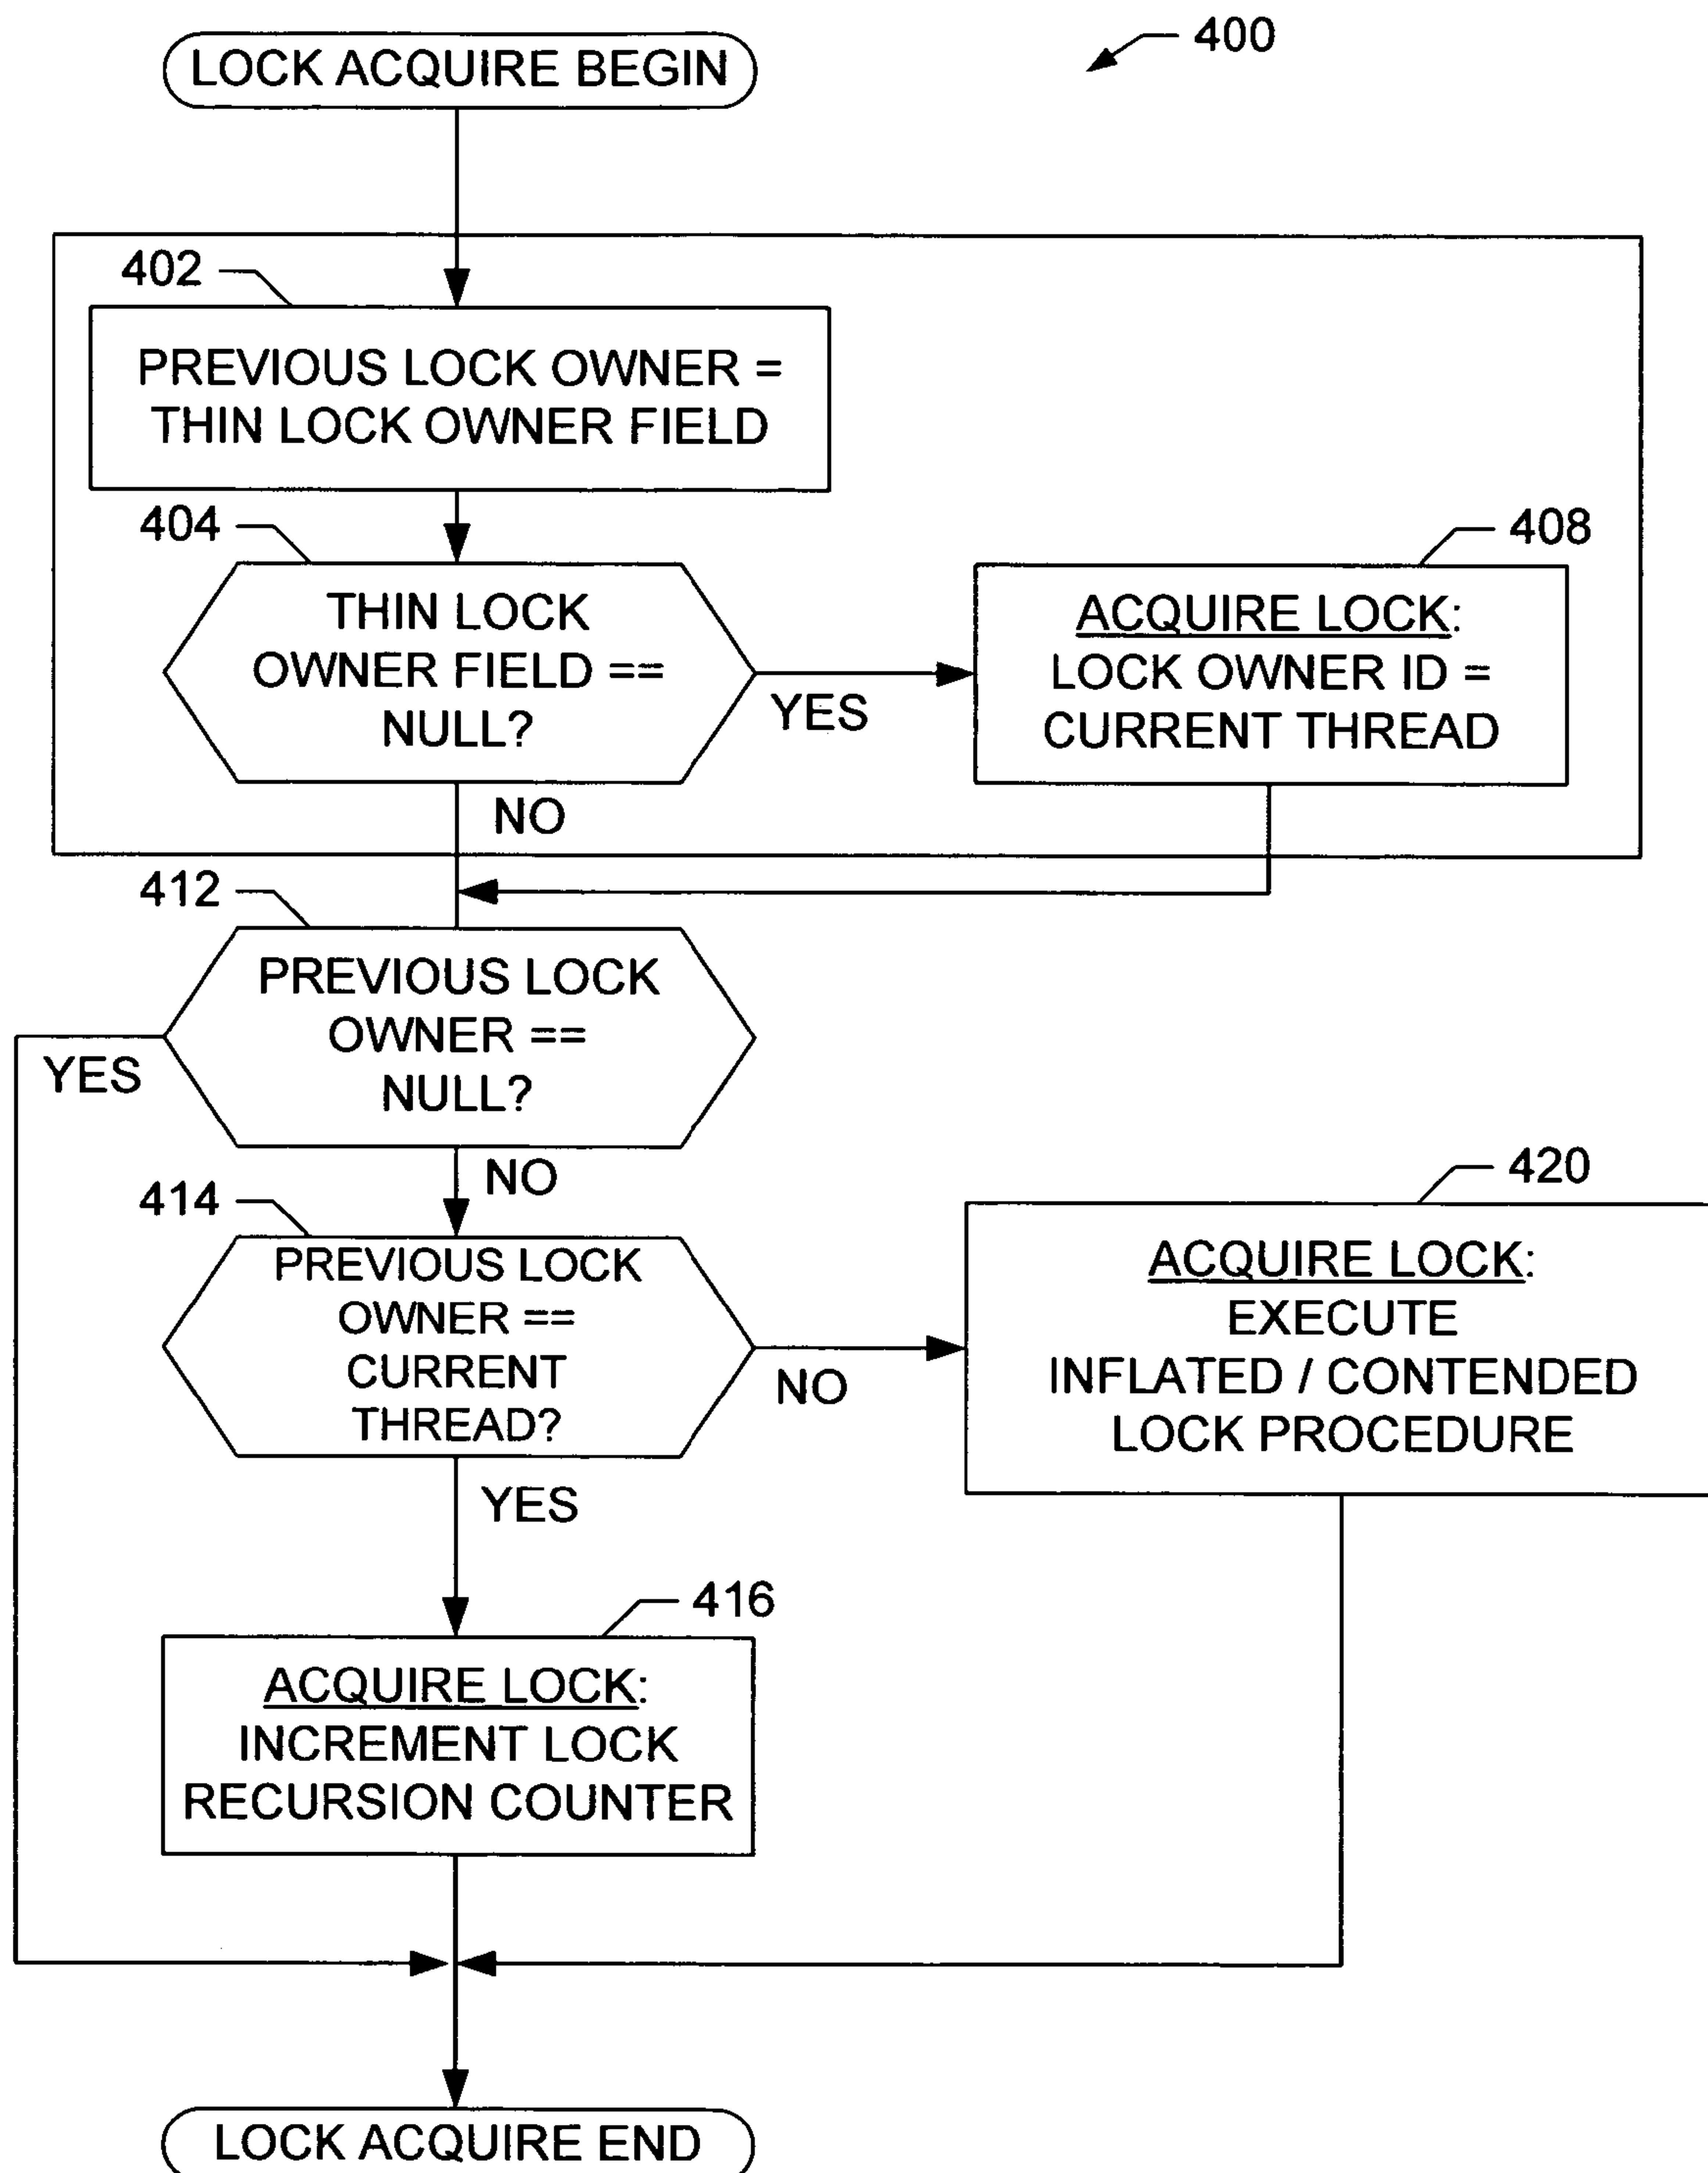 LOCK ACQUIRE BEGIN
400
402
PREVIOUS LOCK OWNER =
THIN LOCK OWNER FIELD
404
THIN LOCK
OWNER FIELD ==
NULL?
YES
NO
408
ACQUIRE LOCK:
LOCK OWNER ID =
CURRENT THREAD
412
PREVIOUS LOCK
OWNER ==
NULL?
YES
NO
414
PREVIOUS LOCK
OWNER ==
CURRENT
THREAD?
NO
YES
420
ACQUIRE LOCK:
EXECUTE
INFLATED / CONTENDED
LOCK PROCEDURE
416
ACQUIRE LOCK:
INCREMENT LOCK
RECURSION COUNTER
LOCK ACQUIRE END